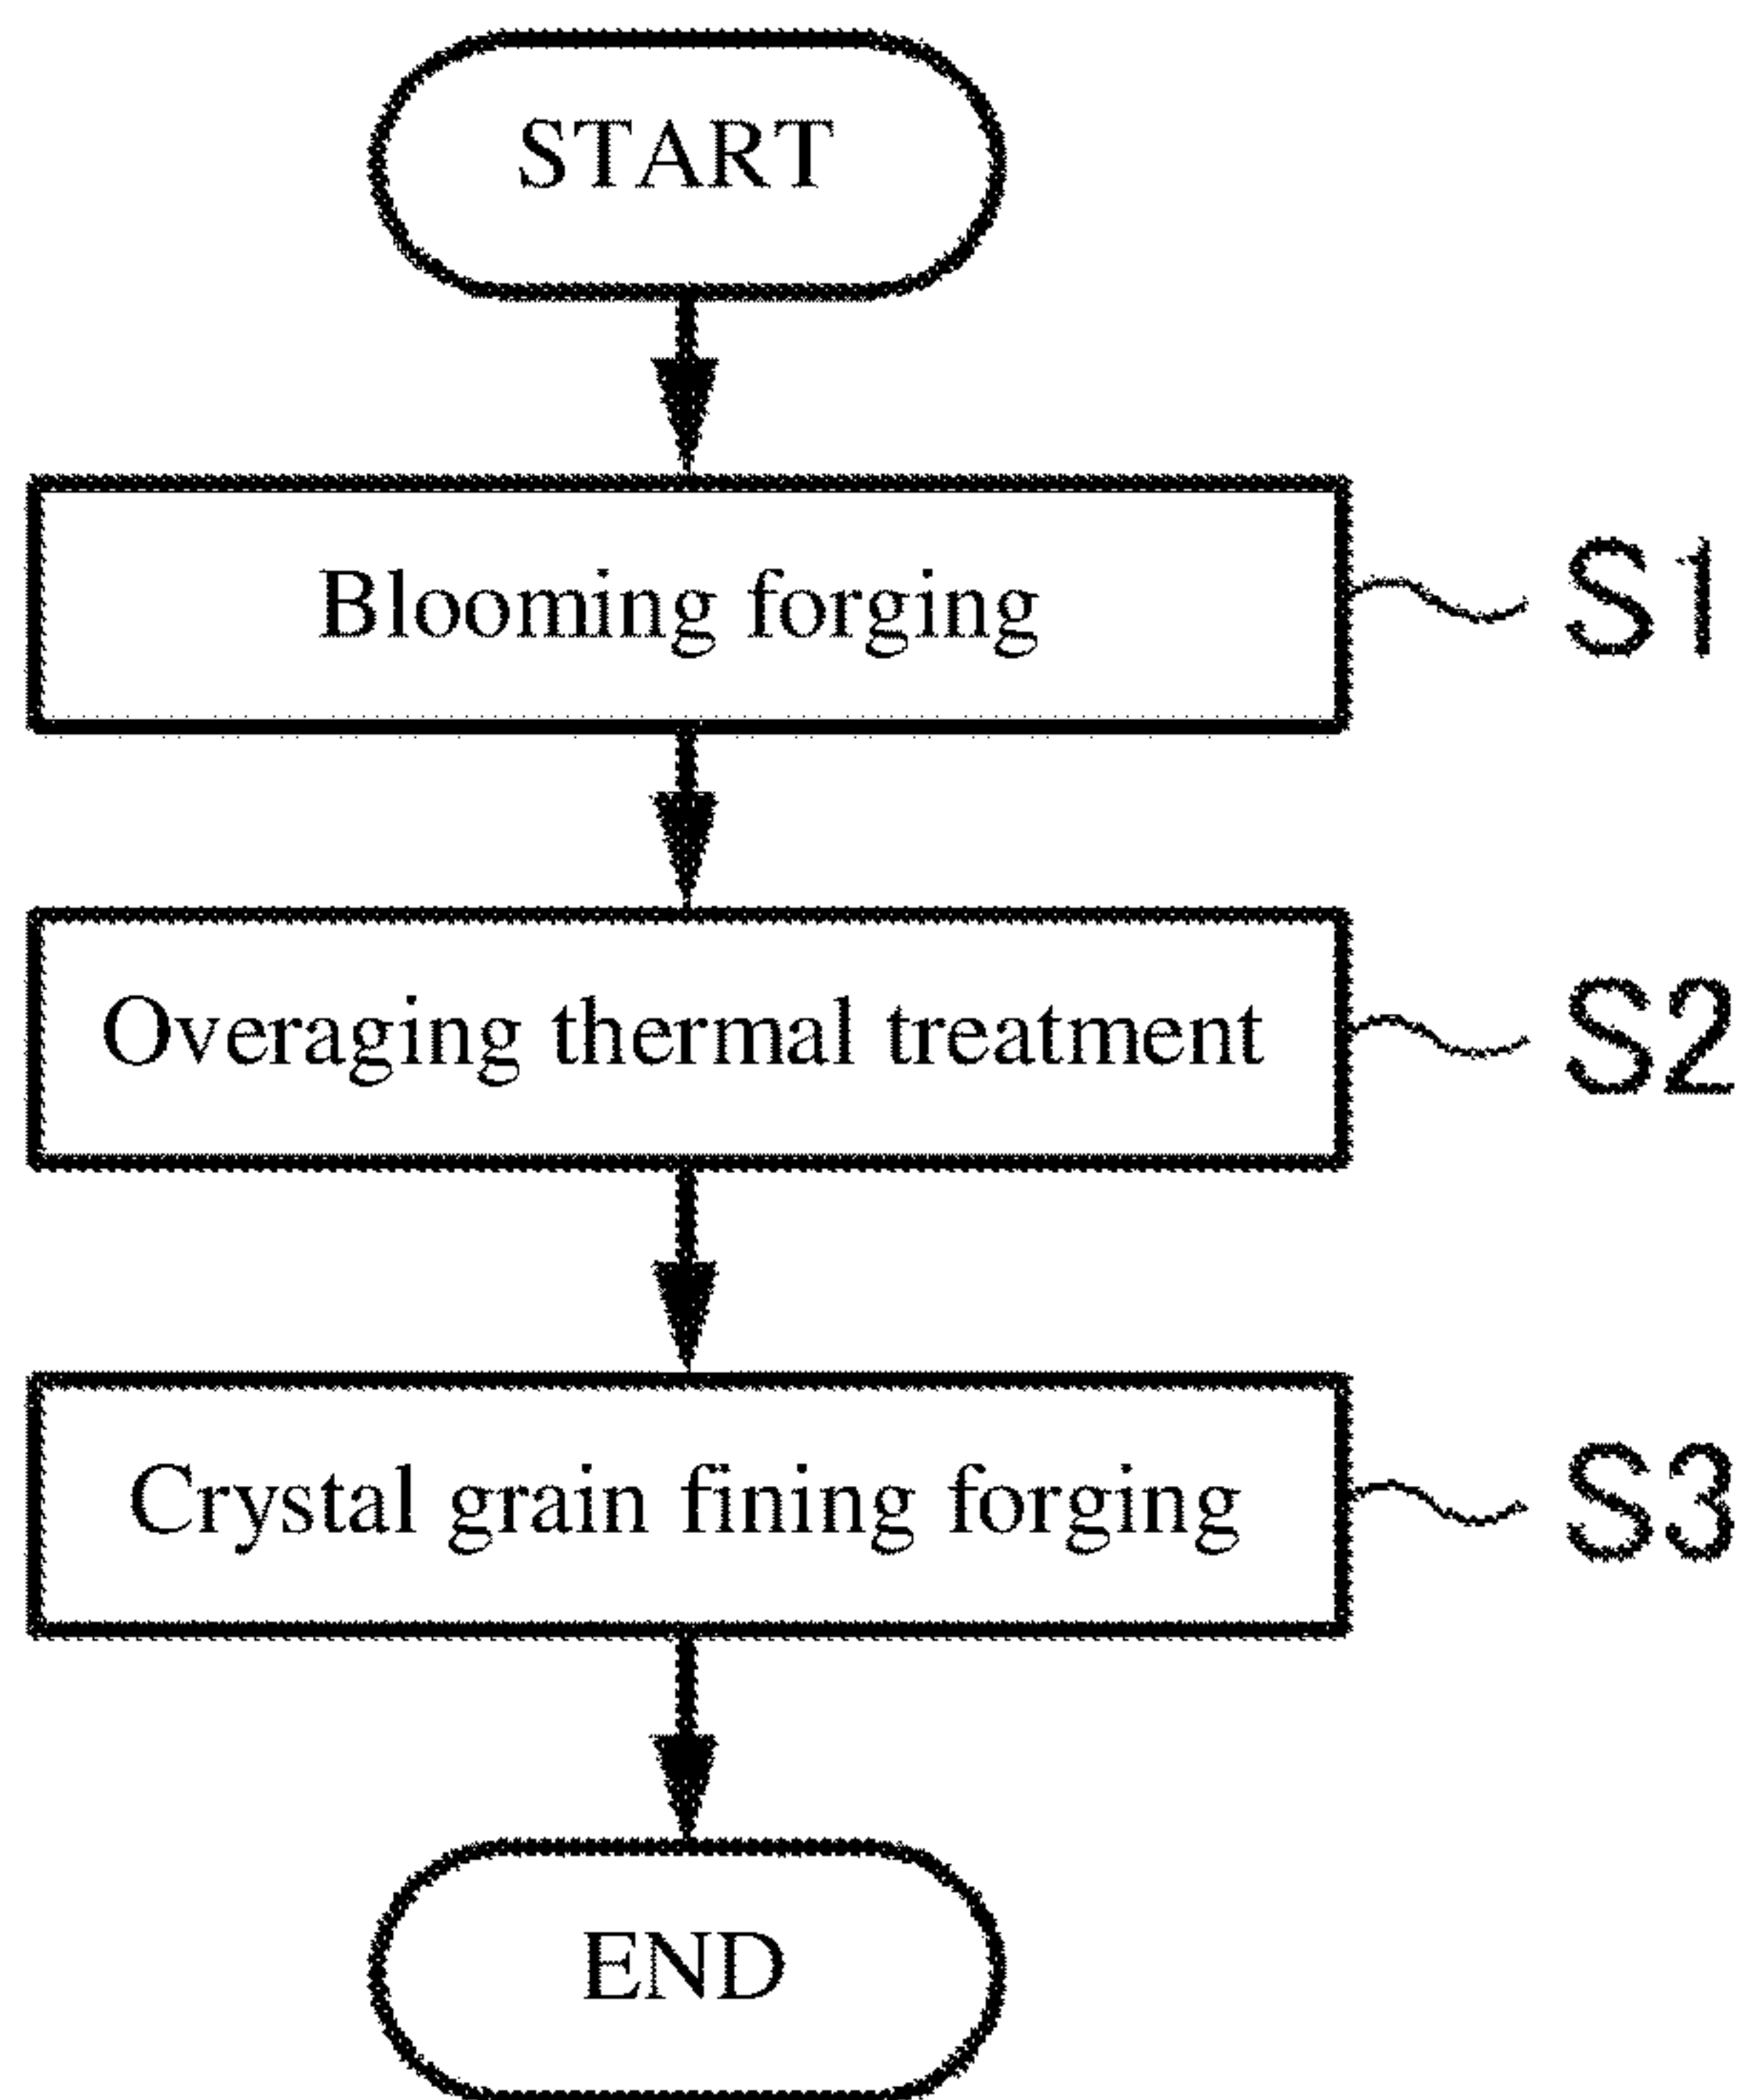 START
Blooming forging
S1
Overaging thermal treatment
S2
Crystal grain fining forging
S3
END